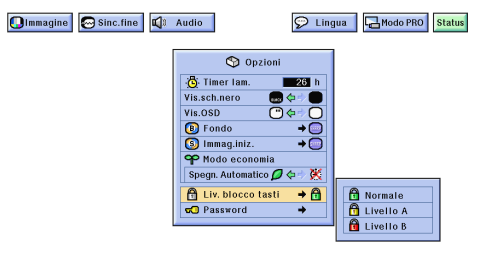 Immagine
Sinc.fine
Audio
Lingua
Modo PRO
Status
Opzioni
Timer lam. 26 h
Vis.sch.nero
Vis.OSD
Fondo
Immag.iniz.
Modo economia
Spegn. Automatico
Liv. blocco tasti
Password
Normale
Livello A
Livello B